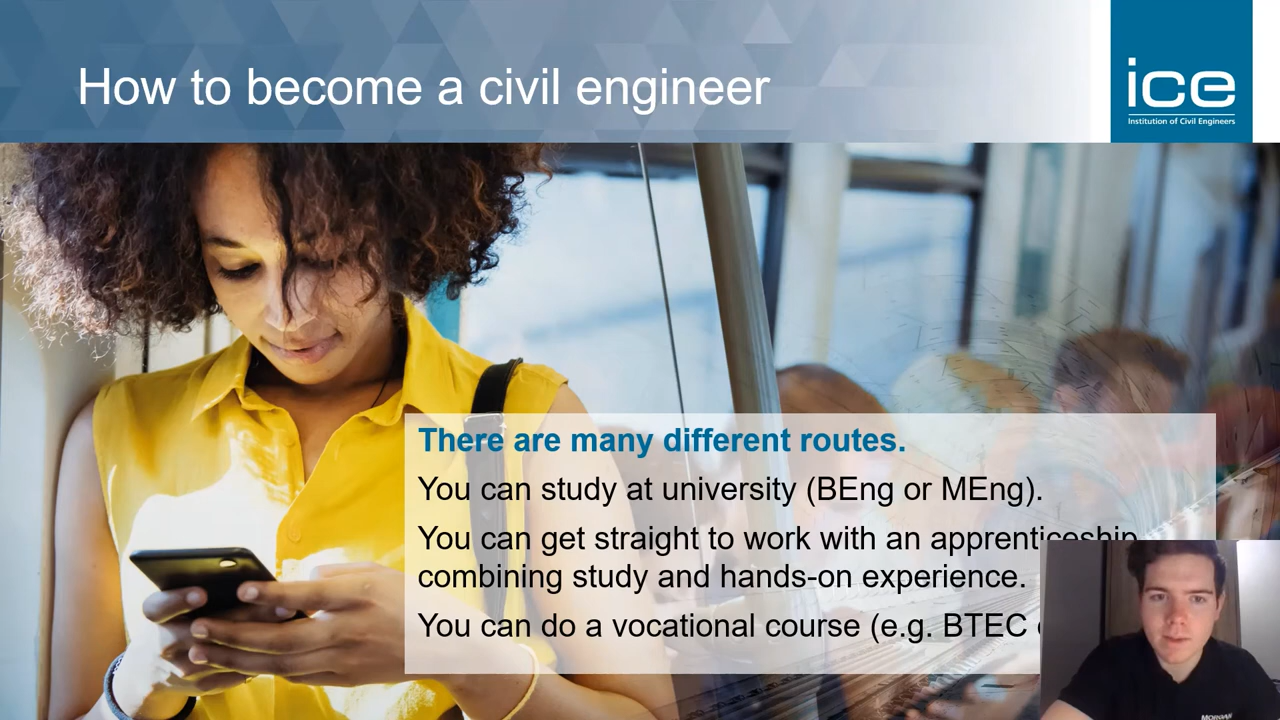 How to become a civil engineer
ice
Institution of Civil Engineers
There are many different routes.
You can study at university (BEng or MEng).
You can get straight to work with an apprenticeship
combining study and hands-on experience.
You can do a vocational course (e.g. BTEC